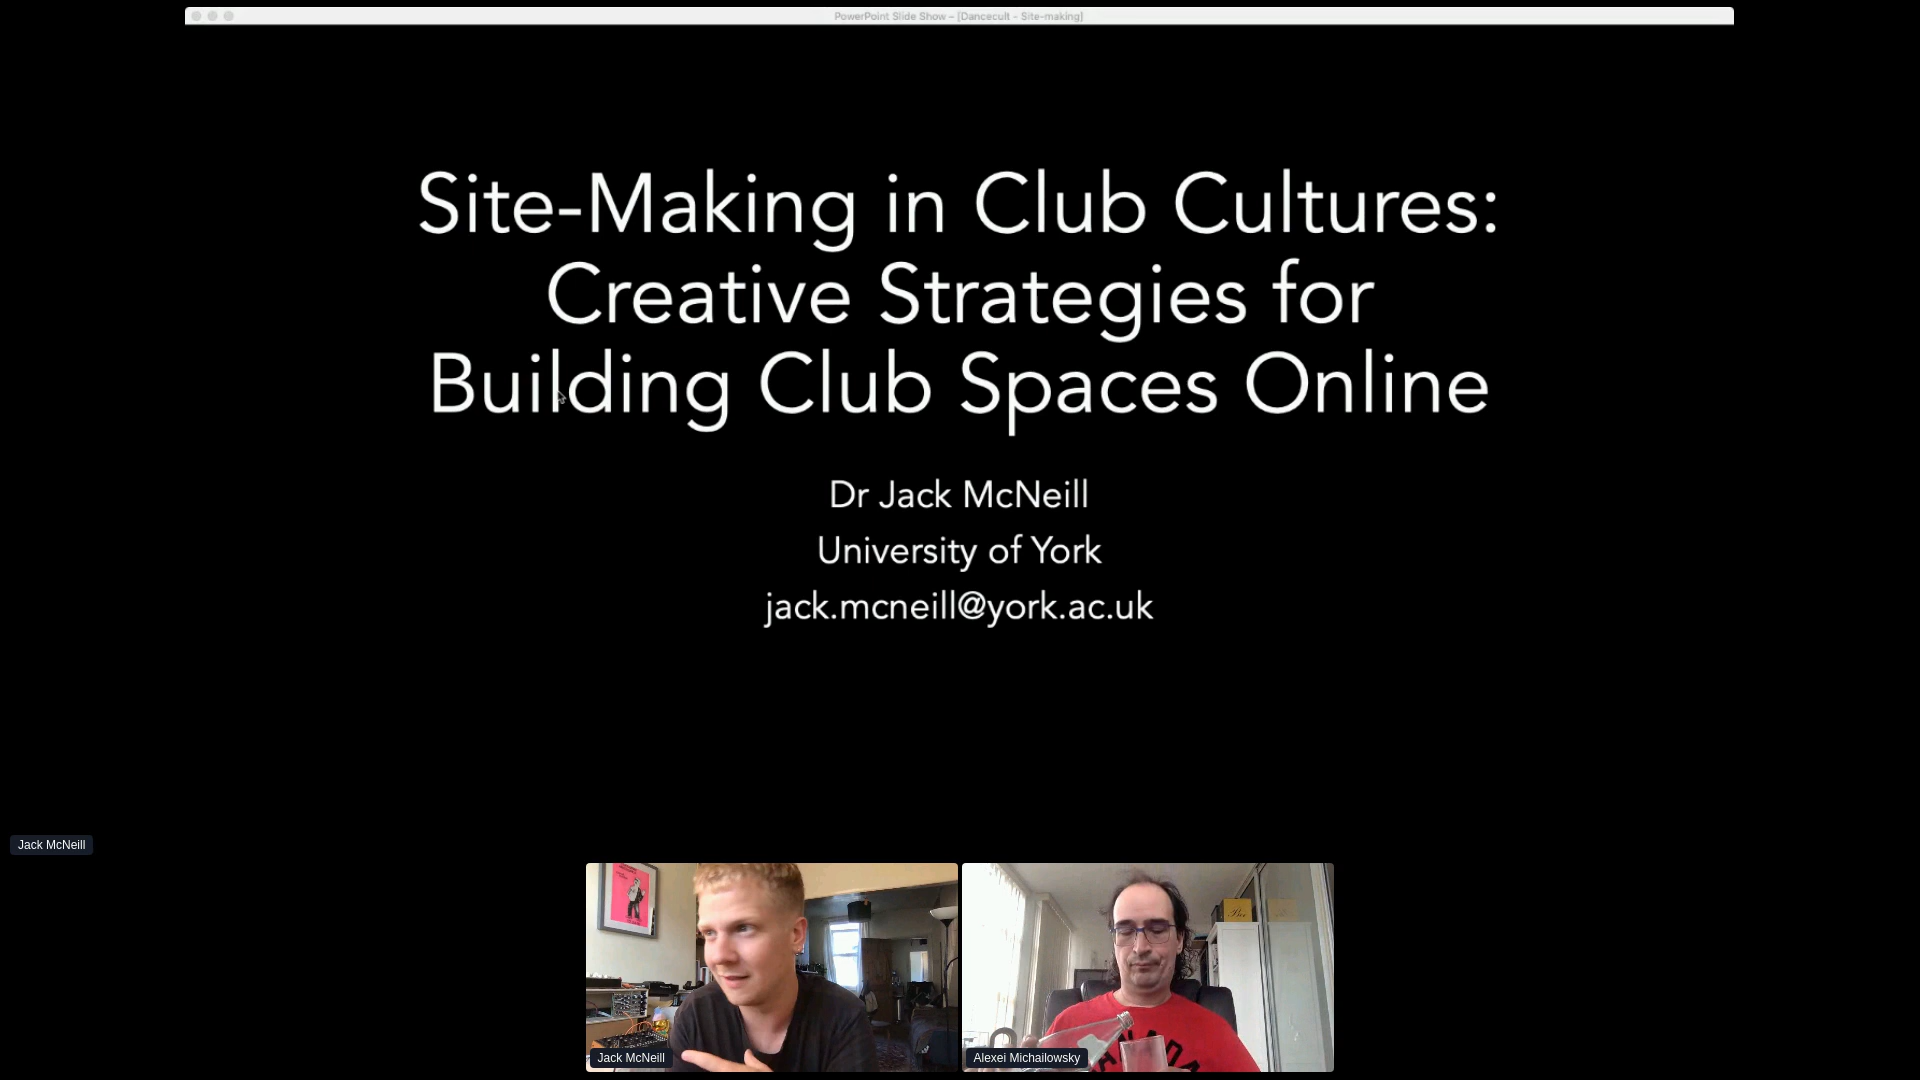 PowerPoint Slide Show – [Dancecult - Site-making]
Site-Making in Club Cultures:
Creative Strategies for
Building Club Spaces Online
Dr Jack McNeill
University of York
jack.mcneill@york.ac.uk
Jack McNeill
Jack McNeill
Alexei Michailowsky